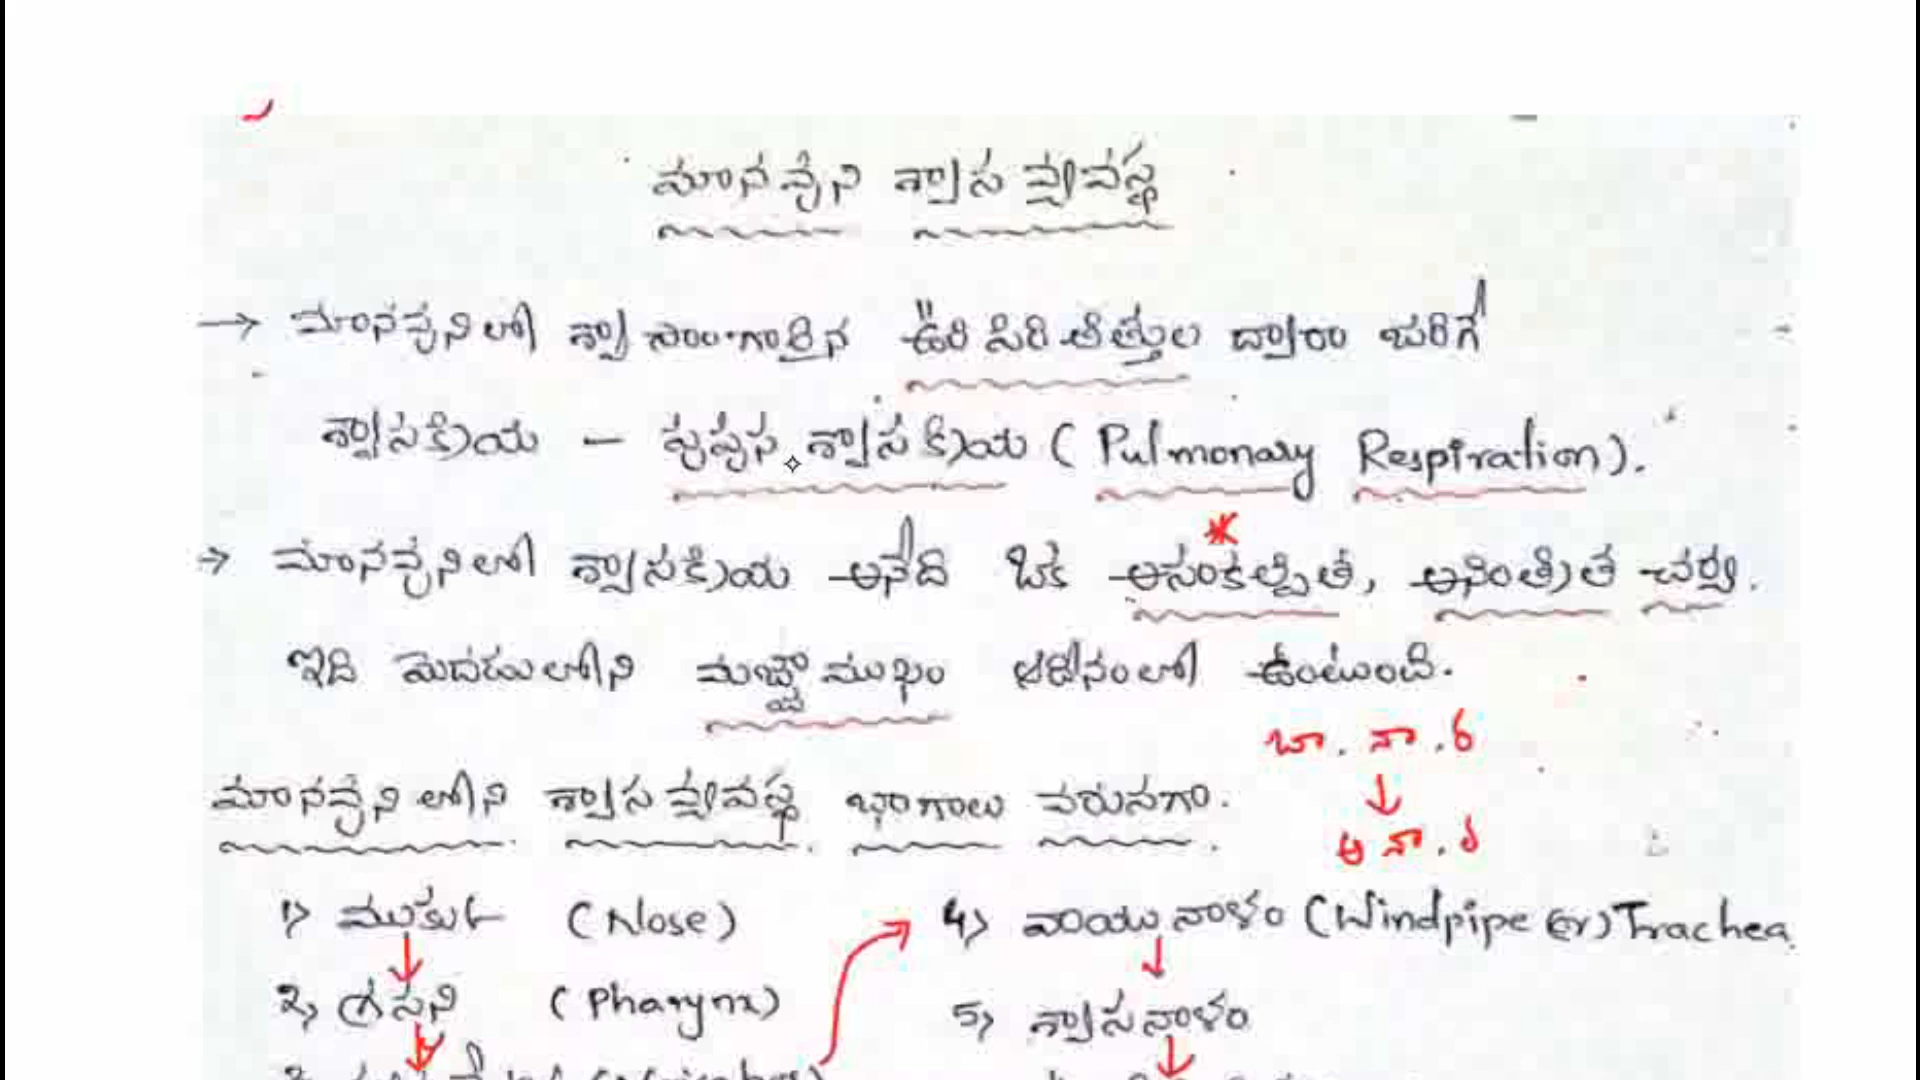 మానవుని శ్వాస వ్యవస్థ
→ మానవునిలో శ్వాసాంగాలైన ఊపిరితిత్తుల ద్వారా జరిగే
శ్వాసక్రియ – పుపుస శ్వాసక్రియ ( Pulmonary Respiration ).
→ మానవునిలో శ్వాసక్రియ అనేది ఒక అసంకల్పిత, అనింత్రిత చర్య.
ఇది మెదడులోని మజ్జాముఖం ఆదీనంలో ఉంటుంది.
బా . నా . ర
↓
అ నా . ర
మానవుని లోని శ్వాస వ్యవస్థ భాగాలు వరుసగా.
1> ముక్కు (Nose)
4> వాయు నాళం (Windpipe (or) Trachea
2> గ్రసని (Pharynx)
5> శ్వాసనాళం